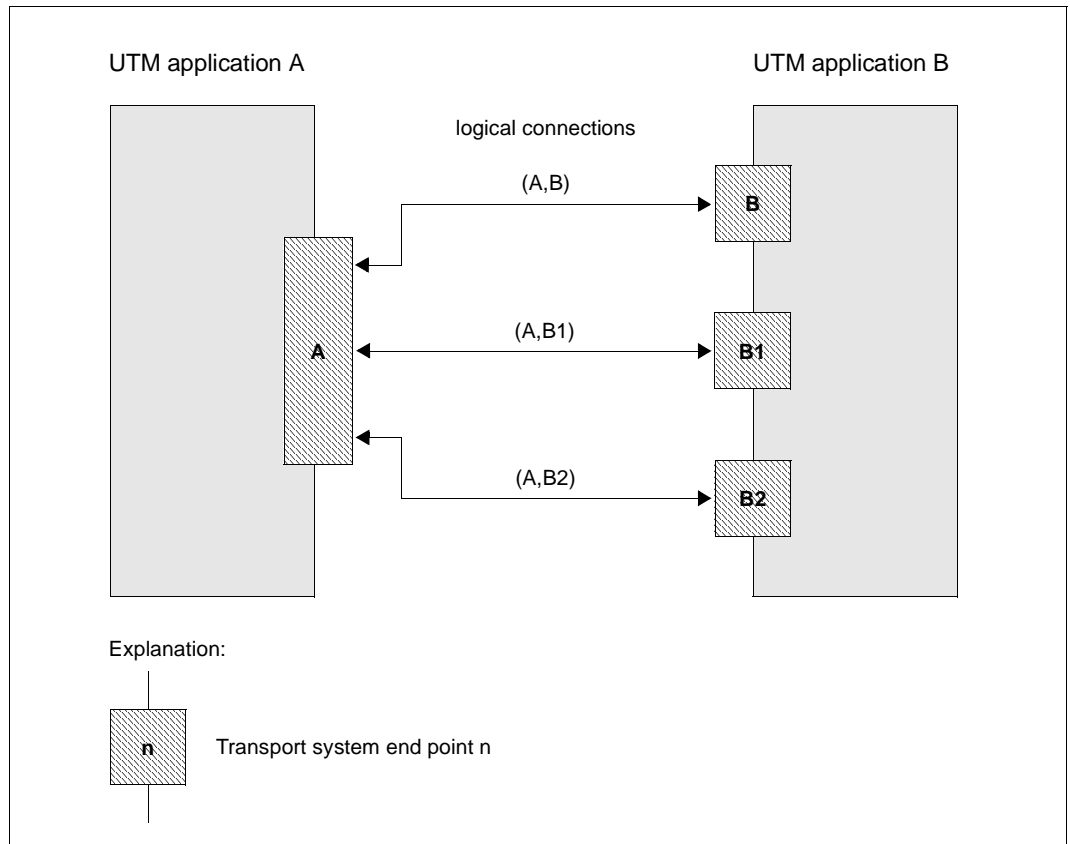 UTM application A
UTM application B
logical connections
(A,B)
B
A
(A,B1)
B1
(A,B2)
B2
Explanation:
n
Transport system end point n